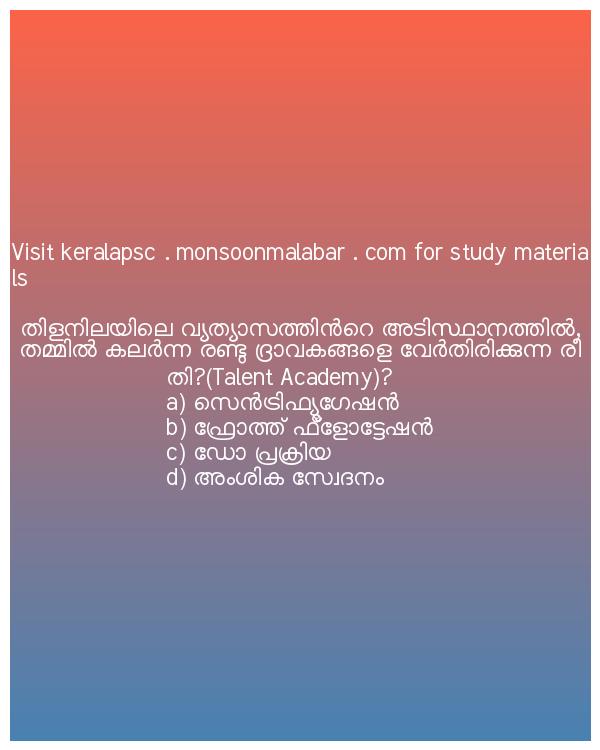 Visit keralapsc . monsoonmalabar . com for study materia
ls
തിളനിലയിലെ വ്യത്യാസത്തിൻറെ അടിസ്ഥാനത്തിൽ,
തമ്മിൽ കലർന്ന രണ്ടു ദ്രാവകങ്ങളെ വേർതിരിക്കുന്ന രീ
തി?(Talent Academy)?
a) സെൻട്രിഫ്യൂഗേഷൻ
b) ഫ്രോത്ത് ഫ്ളോട്ടേഷൻ
c) ഡോ പ്രക്രിയ
d) അംശിക സ്വേദനം